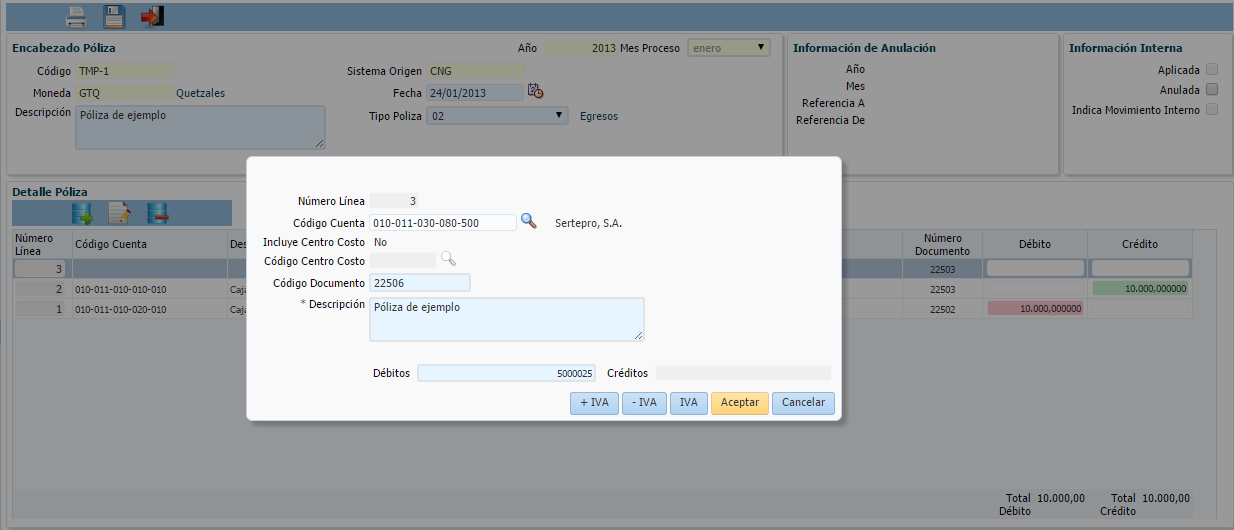 Encabezado Póliza
Año 2013 Mes Proceso enero
Código TMP-1
Sistema Origen CNG
Moneda GTQ Quetzales
Fecha 24/01/2013
Descripción Póliza de ejemplo
Tipo Poliza 02 Egresos
Información de Anulación
Año
Mes
Referencia A
Referencia De
Información Interna
Aplicada
Anulada
Indica Movimiento Interno
Detalle Póliza
Número Línea
Código Cuenta
Número Documento
Débito
Crédito
3 22503
2 010-011-010-010-010 22503 10.000,000000
1 010-011-010-020-010 22502 10.000,000000
Total Débito 10.000,00
Total Crédito 10.000,00
Número Línea 3
Código Cuenta 010-011-030-080-500 Sertepro, S.A.
Incluye Centro Costo No
Código Centro Costo
Código Documento 22506
* Descripción Póliza de ejemplo
Débitos 5000025 Créditos
+ IVA - IVA IVA Aceptar Cancelar